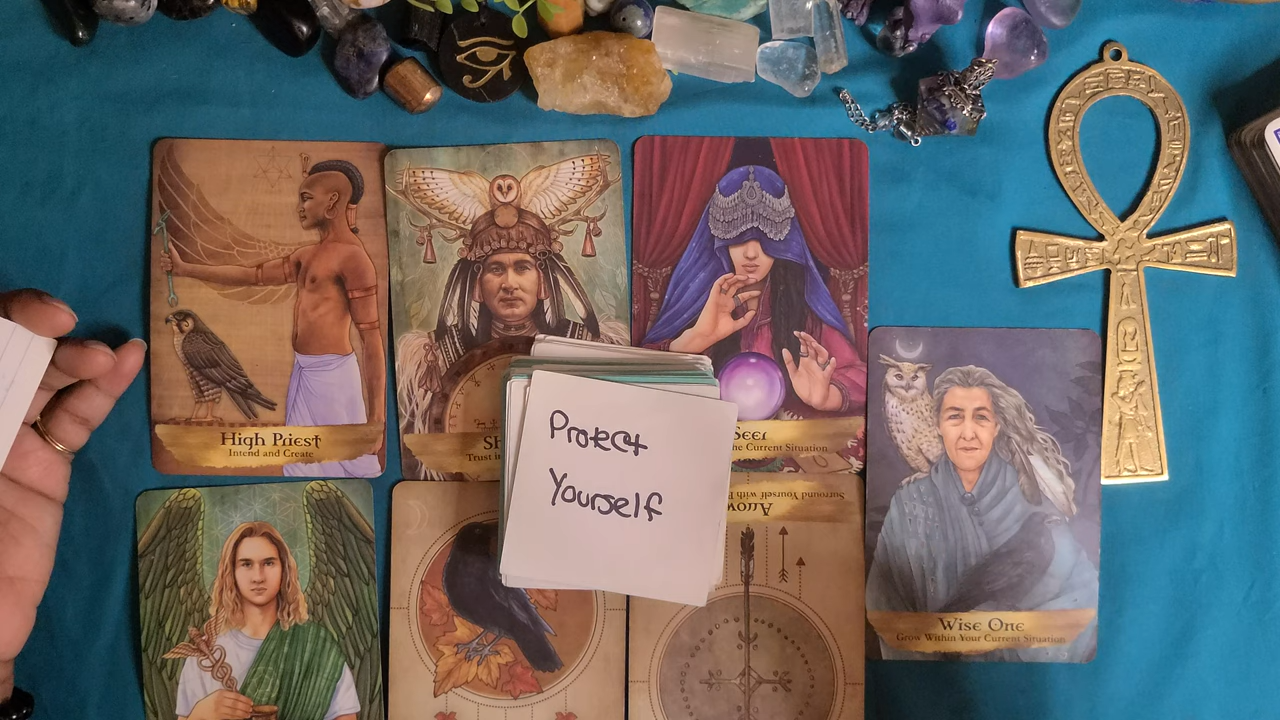 High Priest
Intend and Create
Trust in
Seer
the Current Situation
Protect
Yourself
Surround Yourself with
Arrow
Wise One
Grow Within Your Current Situation